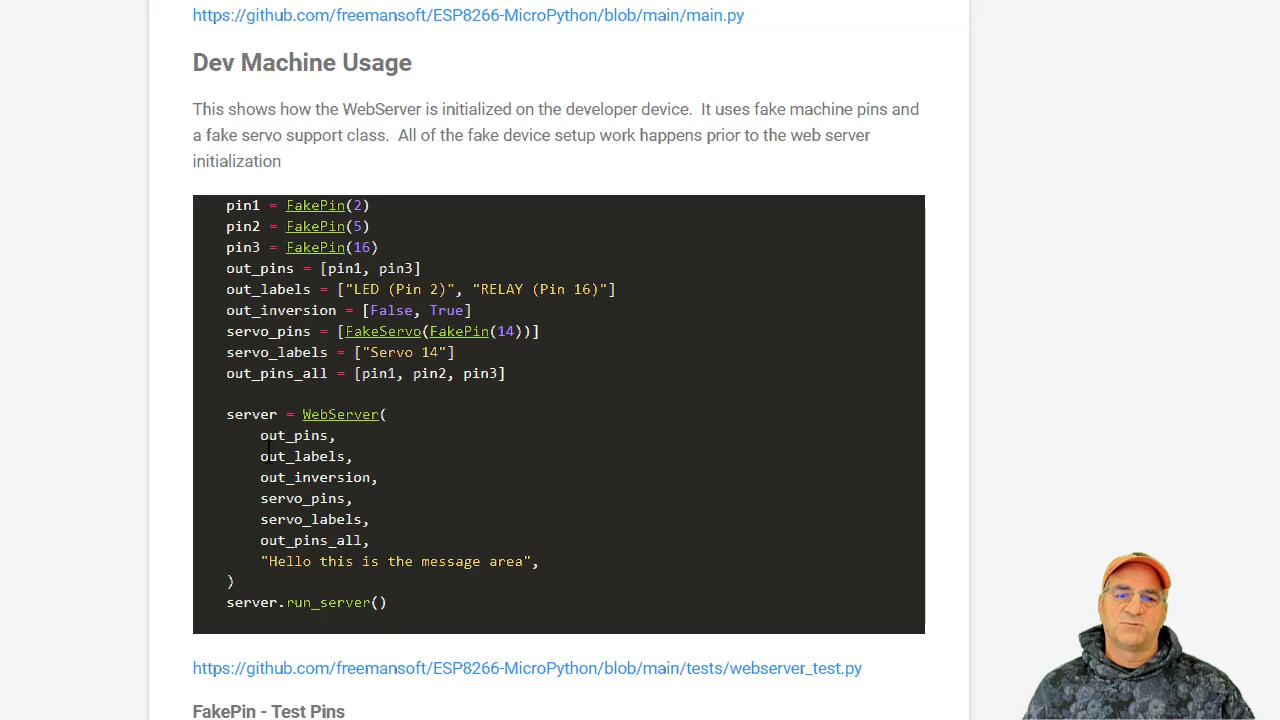 https://github.com/freemansoft/ESP8266-MicroPython/blob/main/main.py
Dev Machine Usage
This shows how the WebServer is initialized on the developer device.  It uses fake machine pins and
a fake servo support class.  All of the fake device setup work happens prior to the web server
initialization
pin1 = FakePin(2)
pin2 = FakePin(5)
pin3 = FakePin(16)
out_pins = [pin1, pin3]
out_labels = ["LED (Pin 2)", "RELAY (Pin 16)"]
out_inversion = [False, True]
servo_pins = [FakeServo(FakePin(14))]
servo_labels = ["Servo 14"]
out_pins_all = [pin1, pin2, pin3]
server = WebServer(
out_pins,
out_labels,
out_inversion,
servo_pins,
servo_labels,
out_pins_all,
"Hello this is the message area",
)
server.run_server()
https://github.com/freemansoft/ESP8266-MicroPython/blob/main/tests/webserver_test.py
FakePin - Test Pins